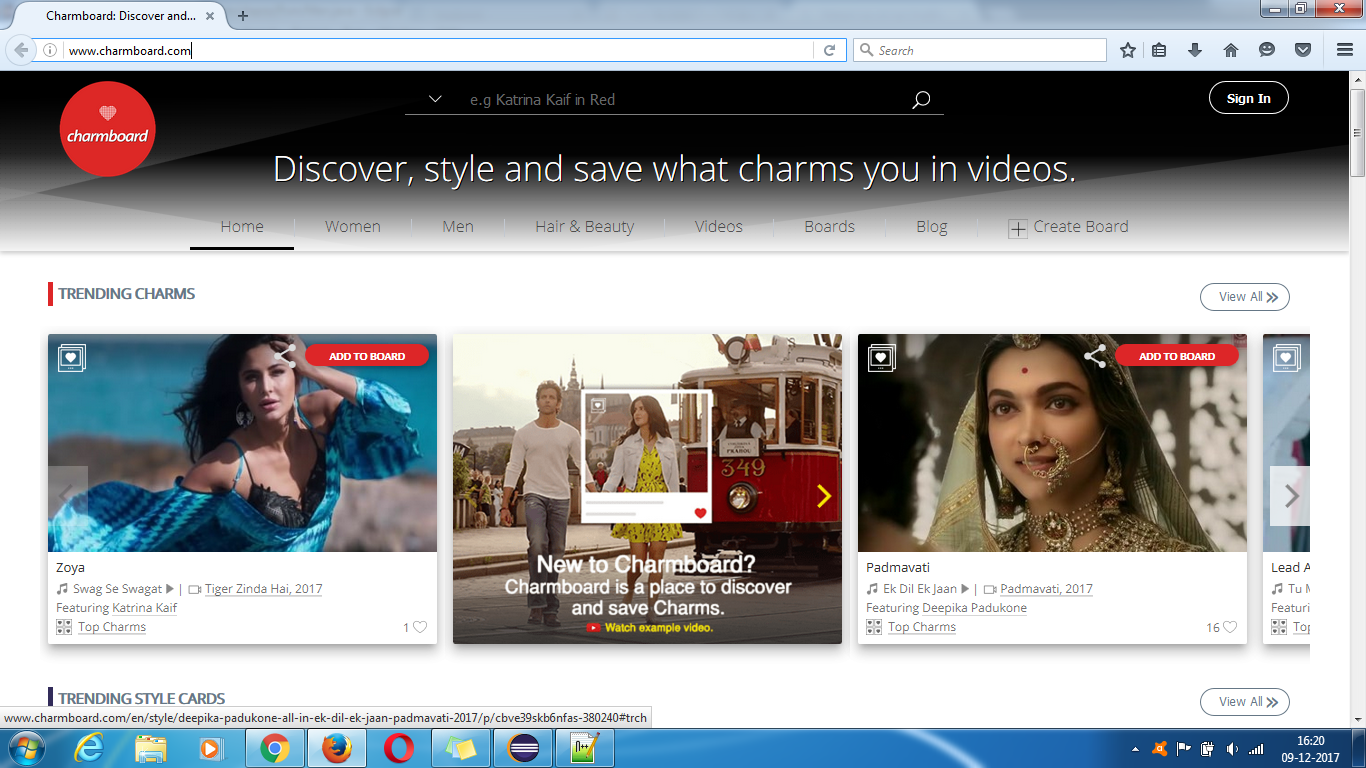 Charmboard: Discover and...
www.charmboard.com
Search
charmboard
e.g Katrina Kaif in Red
Sign In
Discover, style and save what charms you in videos.
Home
Women
Men
Hair & Beauty
Videos
Boards
Blog
Create Board
TRENDING CHARMS
View All
ADD TO BOARD
Zoya
Swag Se Swagat | Tiger Zinda Hai, 2017
Featuring Katrina Kaif
Top Charms
1
349
New to Charmboard?
Charmboard is a place to discover
and save Charms.
Watch example video.
ADD TO BOARD
Padmavati
Ek Dil Ek Jaan | Padmavati, 2017
Featuring Deepika Padukone
Top Charms
16
Lead A
Tu M
Featuri
Top
TRENDING STYLE CARDS
View All
www.charmboard.com/en/style/deepika-padukone-all-in-ek-dil-ek-jaan-padmavati-2017/p/cbve39skb6nfas-380240#trch
16:20
09-12-2017